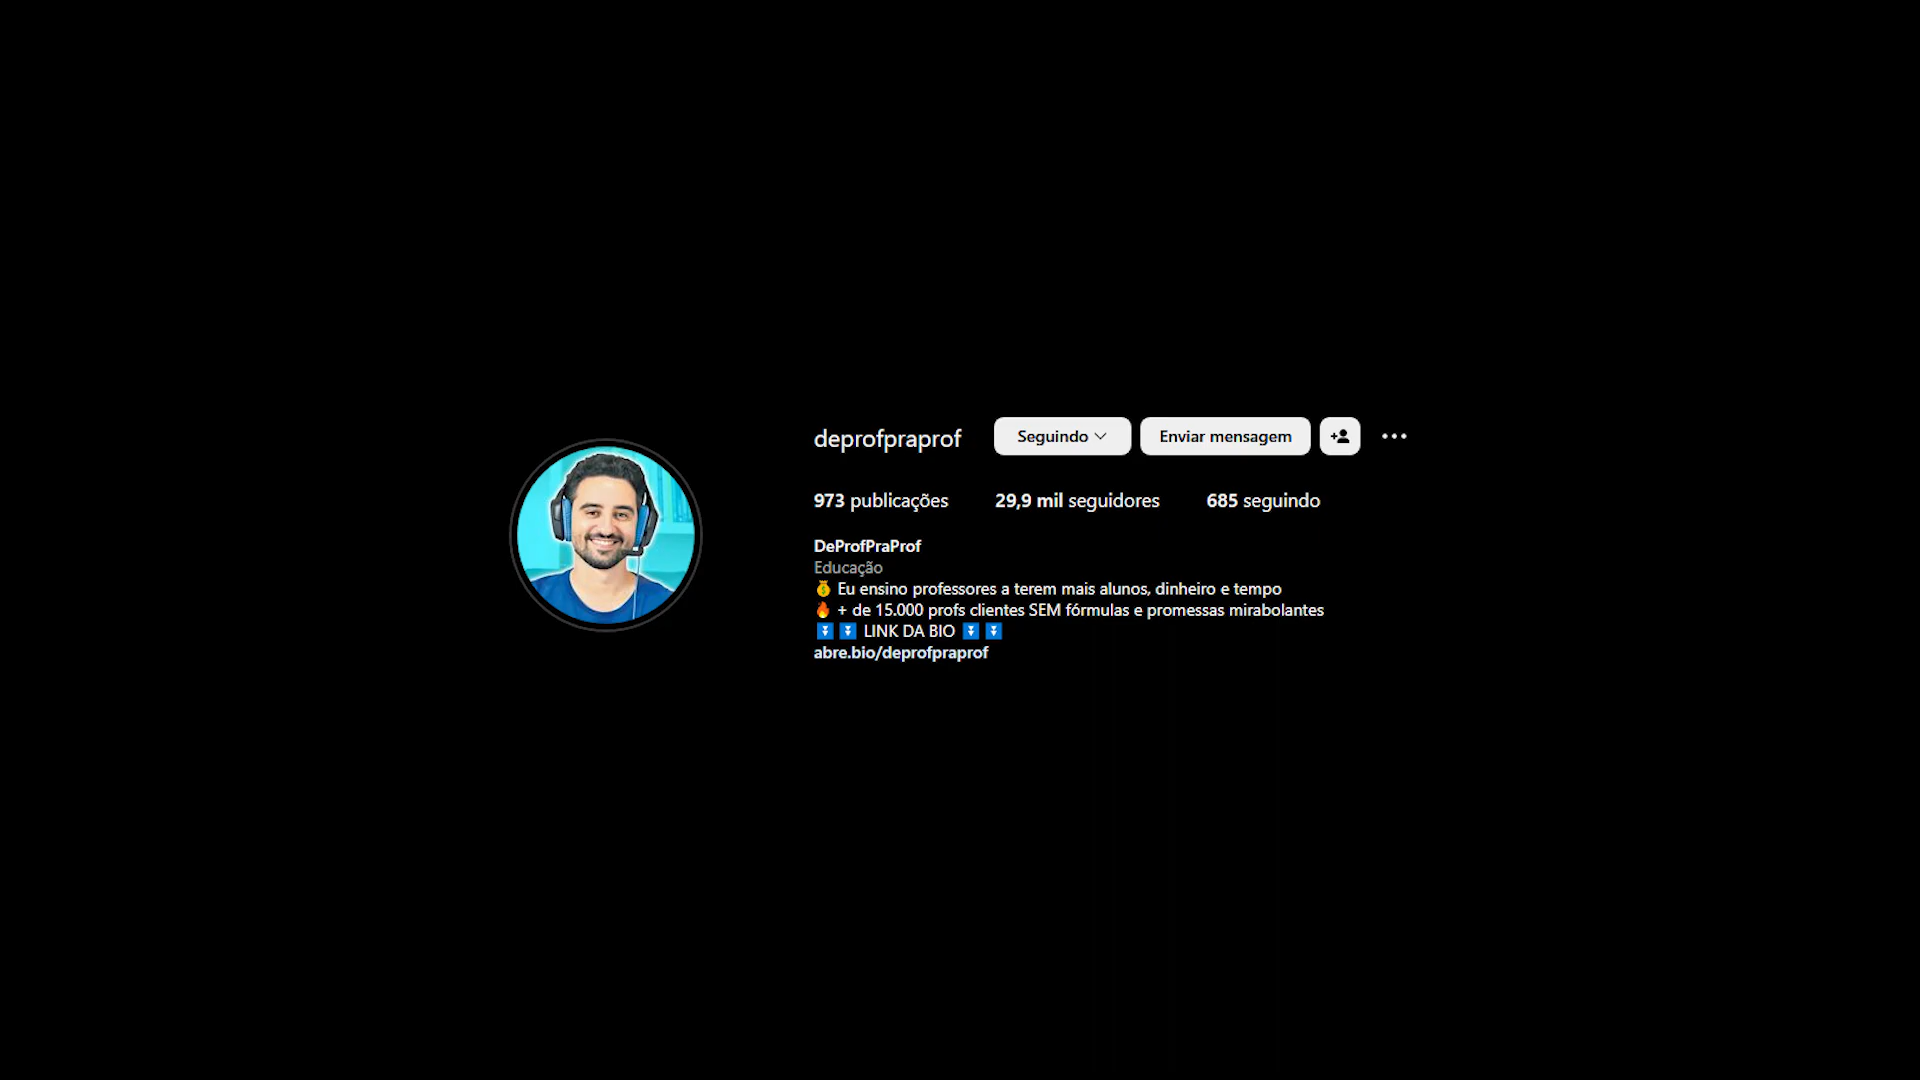 deprofpraprof Seguindo Enviar mensagem
973 publicações 29,9 mil seguidores 685 seguindo
DeProfPraProf
Educação
💰 Eu ensino professores a terem mais alunos, dinheiro e tempo
🔥 + de 15.000 profs clientes SEM fórmulas e promessas mirabolantes
⏬ ⏬ LINK DA BIO ⏬ ⏬
abre.bio/deprofpraprof